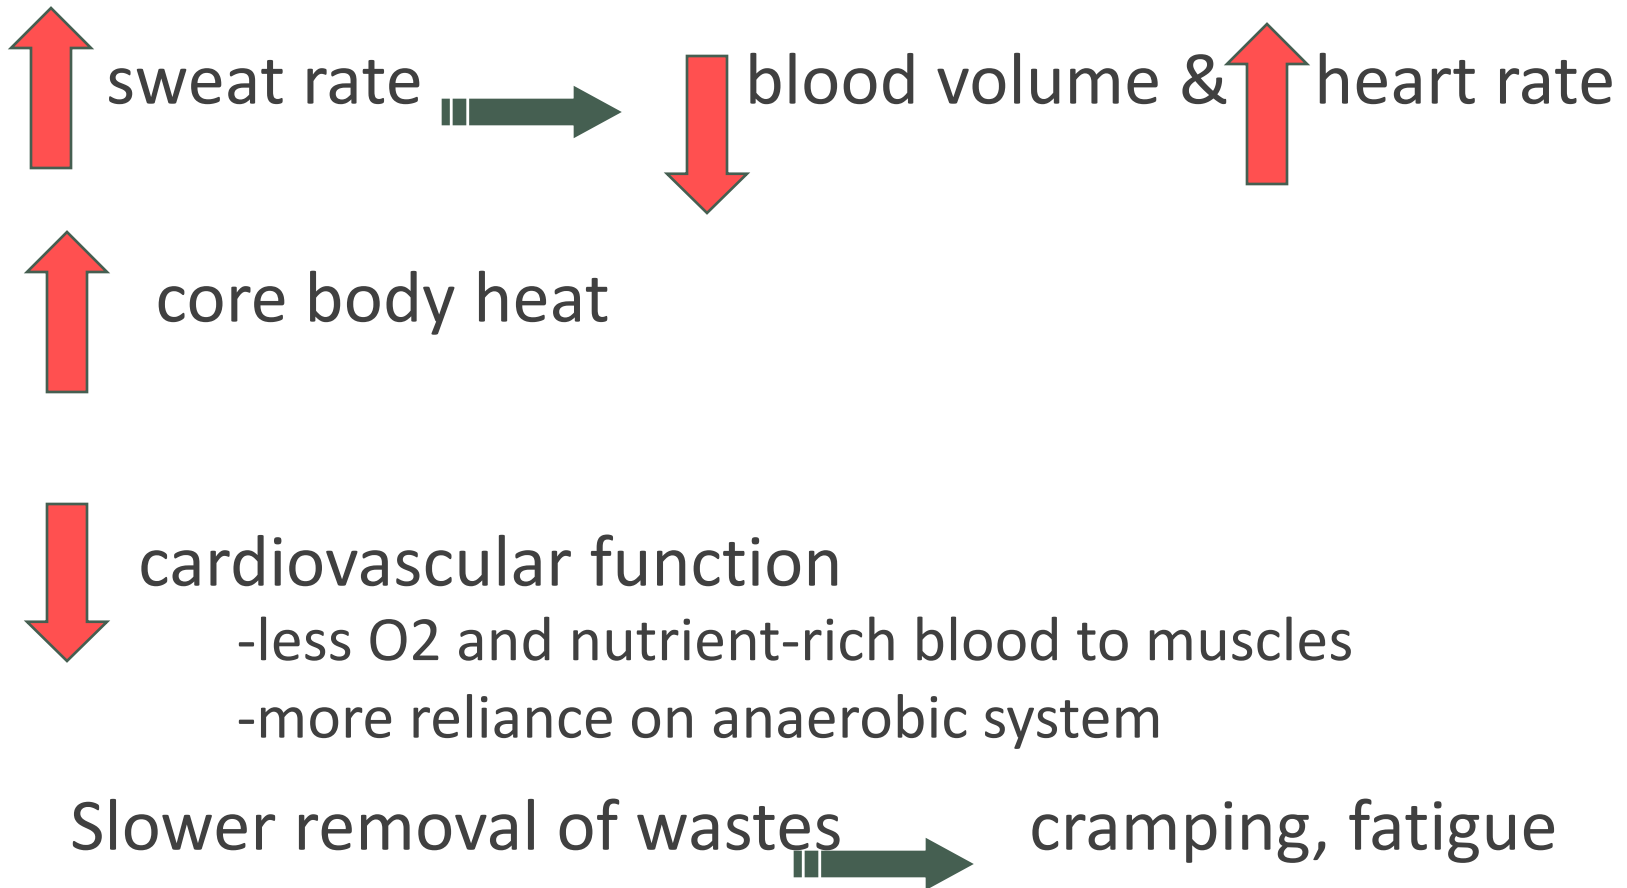 sweat rate blood volume & heart rate
core body heat
cardiovascular function
-less O2 and nutrient-rich blood to muscles
-more reliance on anaerobic system
Slower removal of wastes cramping, fatigue